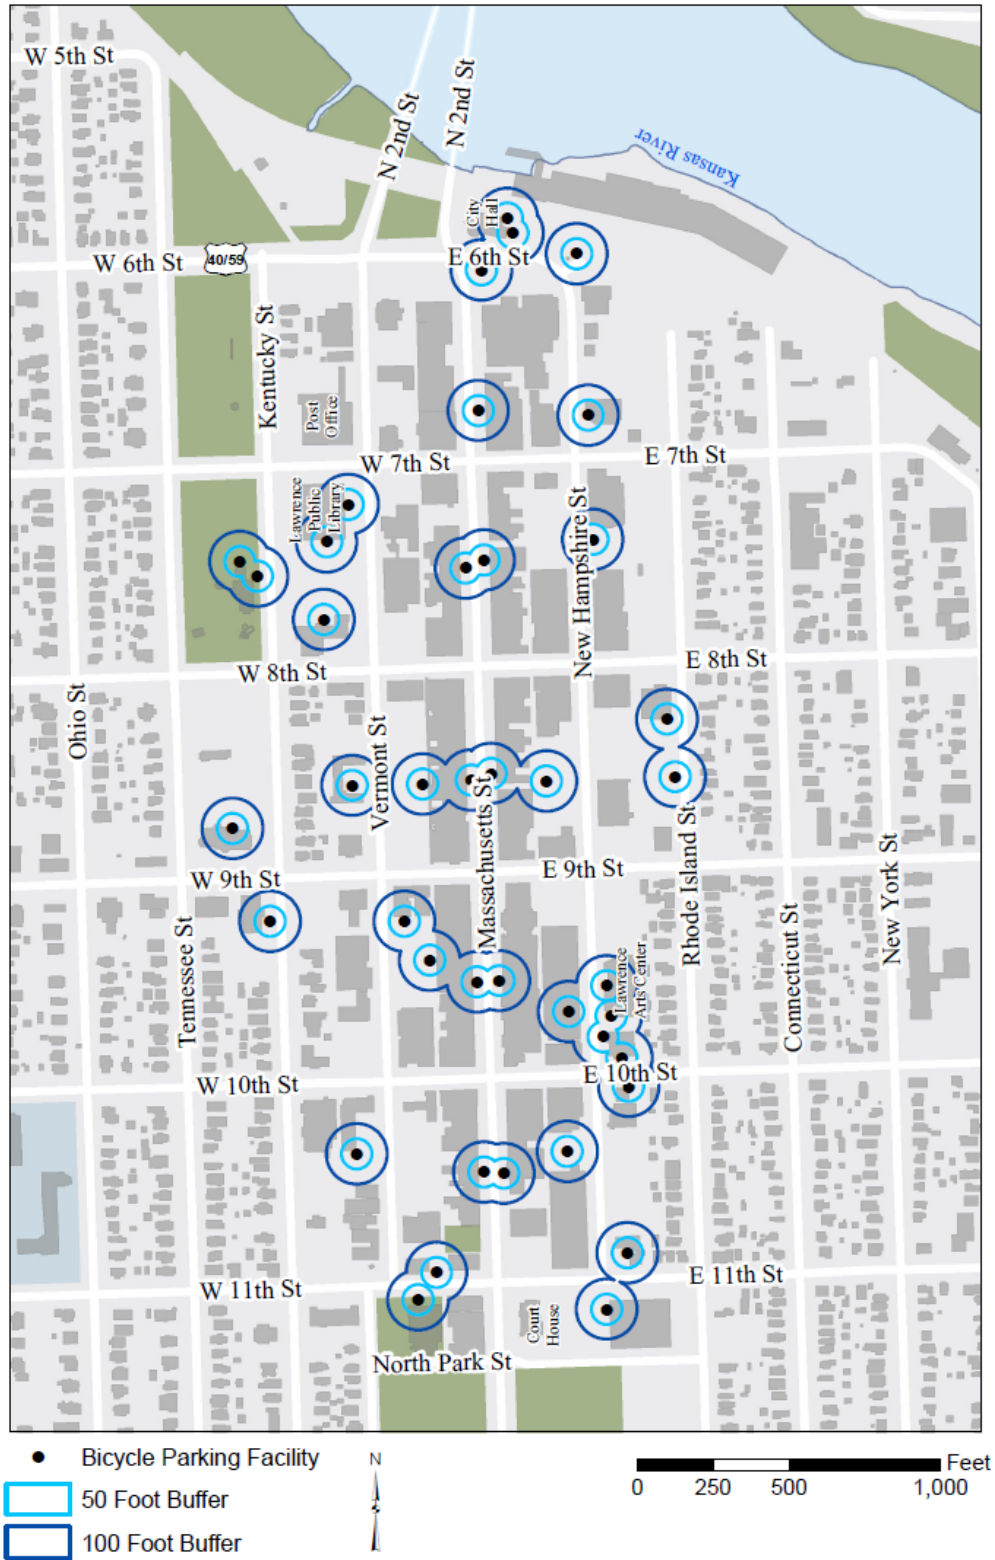 W 5th St
N 2nd St
N 2nd St
Kansas River
City
Hall
W 6th St
40/59
E 6th St
Kentucky St
Post
Office
W 7th St
E 7th St
Lawrence
Public
Library
New Hampshire St
W 8th St
E 8th St
Ohio St
Vermont St
Massachusetts St
Rhode Island St
W 9th St
E 9th St
New York St
Tennessee St
Connecticut St
Lawrence
Arts Center
W 10th St
E 10th St
W 11th St
E 11th St
Court
House
North Park St
Bicycle Parking Facility
50 Foot Buffer
100 Foot Buffer
N
Feet
0 250 500 1,000